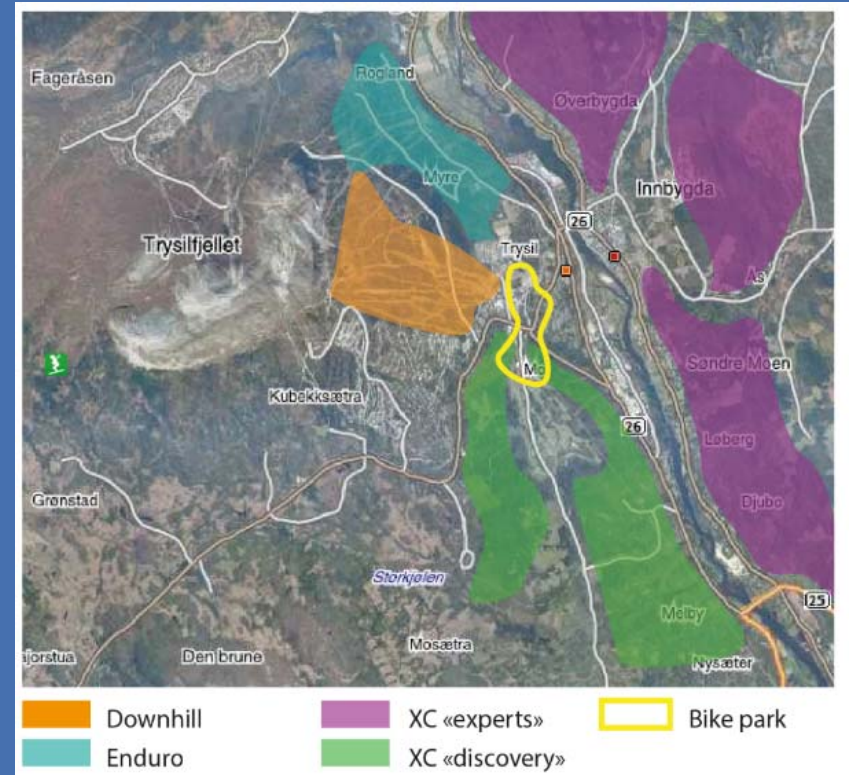 Rogland
Fageråsen
Øverbygda
Myre
Innbygda
26
Trysilfjellet
Trysil
Ås
Søndre Moen
Mo
Kubekksætra
26
Løberg
Grønstad
Djubo
Storkjølen
25
Melby
Mosætra
ajorstua
Den brune
Nysæter
Downhill
XC «experts»
Bike park
Enduro
XC «discovery»